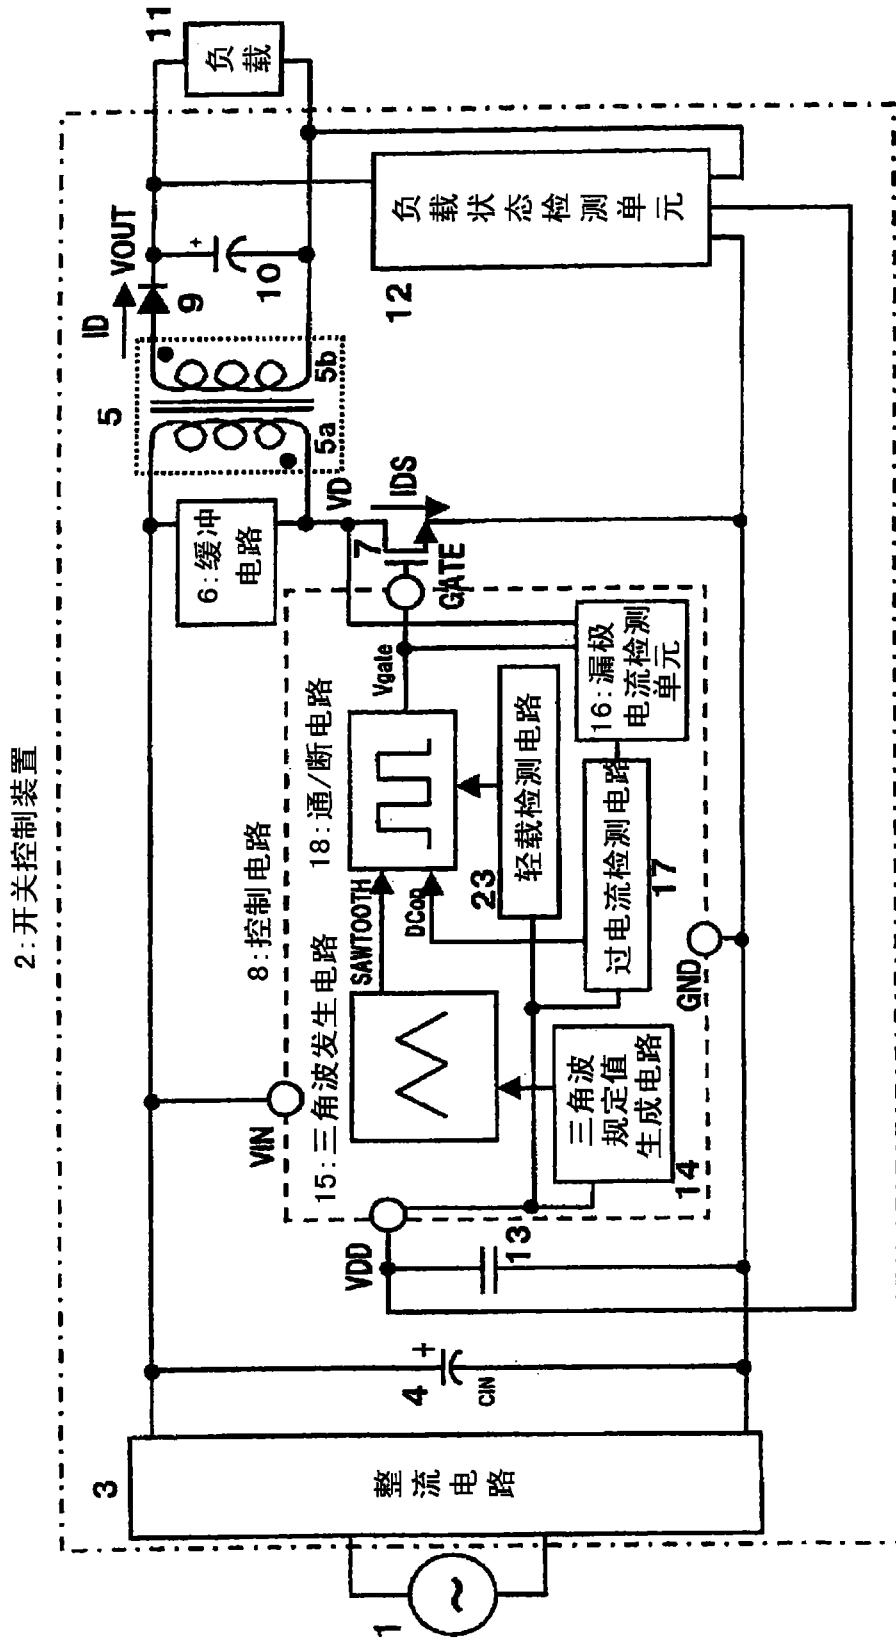 2:开关控制装置
11
负载
ID
VOUT
9
+
10
5
5a
5b
负载状态检测单元
12
6:缓冲电路
VD
7
IDS
GATE
Vgate
8:控制电路
18:通/断电路
16:漏极
电流检测
单元
轻载检测电路
23
过电流检测电路
17
SAWTOOTH
DCon
15:三角波发生电路
三角波
规定值
生成电路
14
VIN
GND
VDD
13
4
+
CIN
3
整流电路
1
~